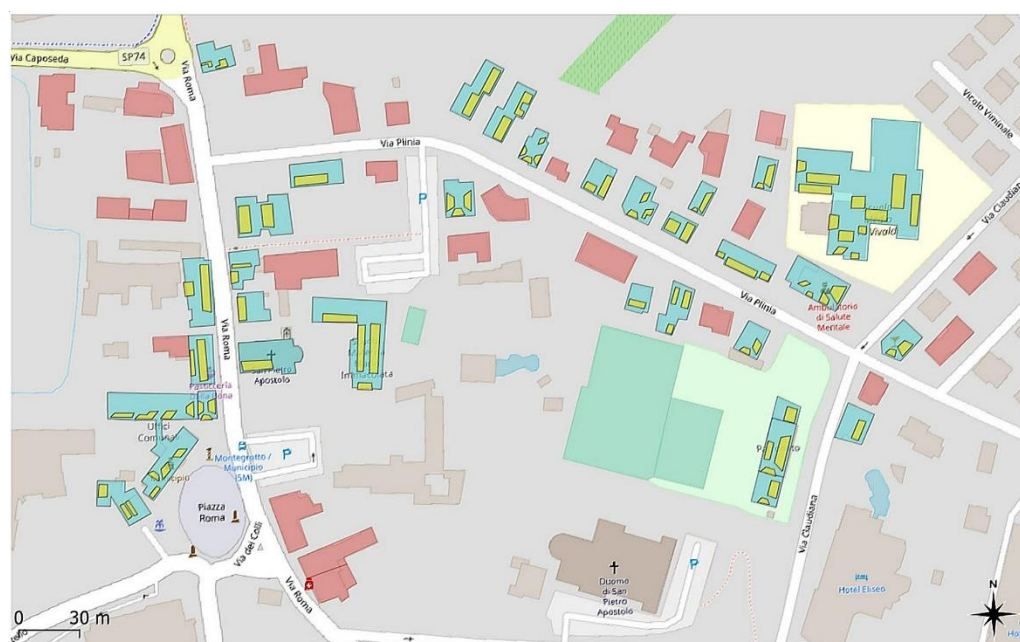 Via Caposeda
SP74
Via Roma
Via Plinia
P
Vicolo Viminale
Via Claudiana
Vivaldi
Via Plinia
Ambulatorio
di Salute
Mentale
Via Roma
San Pietro
Apostolo
Immacolata
Pasticceria
Uffici
Comunali
Montegrotto /
Municipio
(SM)
P
Piazza
Roma
Via dei Colli
Via Roma
Duomo
di San
Pietro
Apostolo
P
Via Claudiana
Hotel Eliseo
N
0 30 m